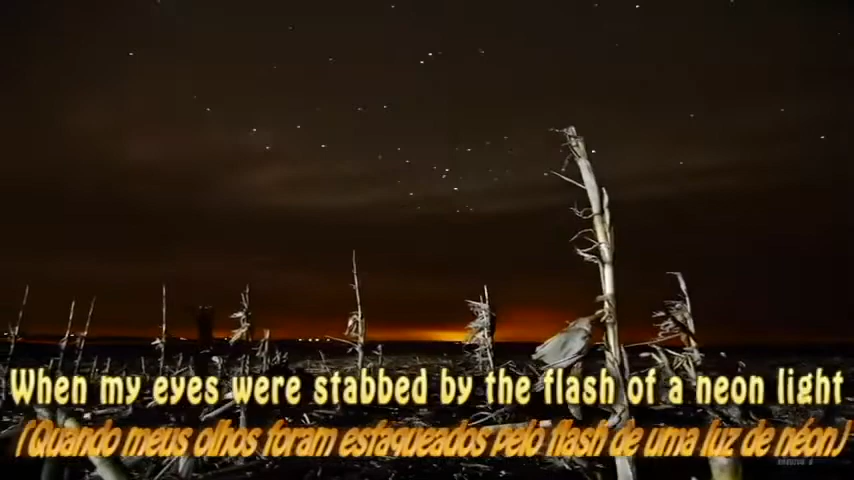 When my eyes were stabbed by the flash of a neon light
(Quando meus olhos foram esfaqueados pelo flash de uma luz de néon)